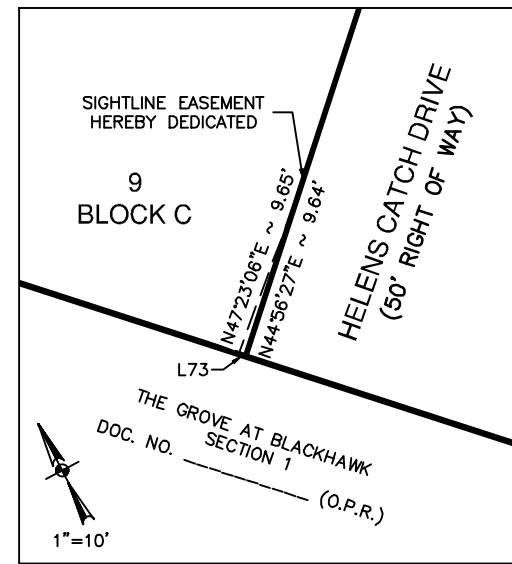 SIGHTLINE EASEMENT
HEREBY DEDICATED
9
BLOCK C
N47°23'06"E ~ 9.65'
N44°56'27"E ~ 9.64'
HELENS CATCH DRIVE
(50' RIGHT OF WAY)
L73
THE GROVE AT BLACKHAWK
SECTION 1
DOC. NO. ____________ (O.P.R.)
1"=10'